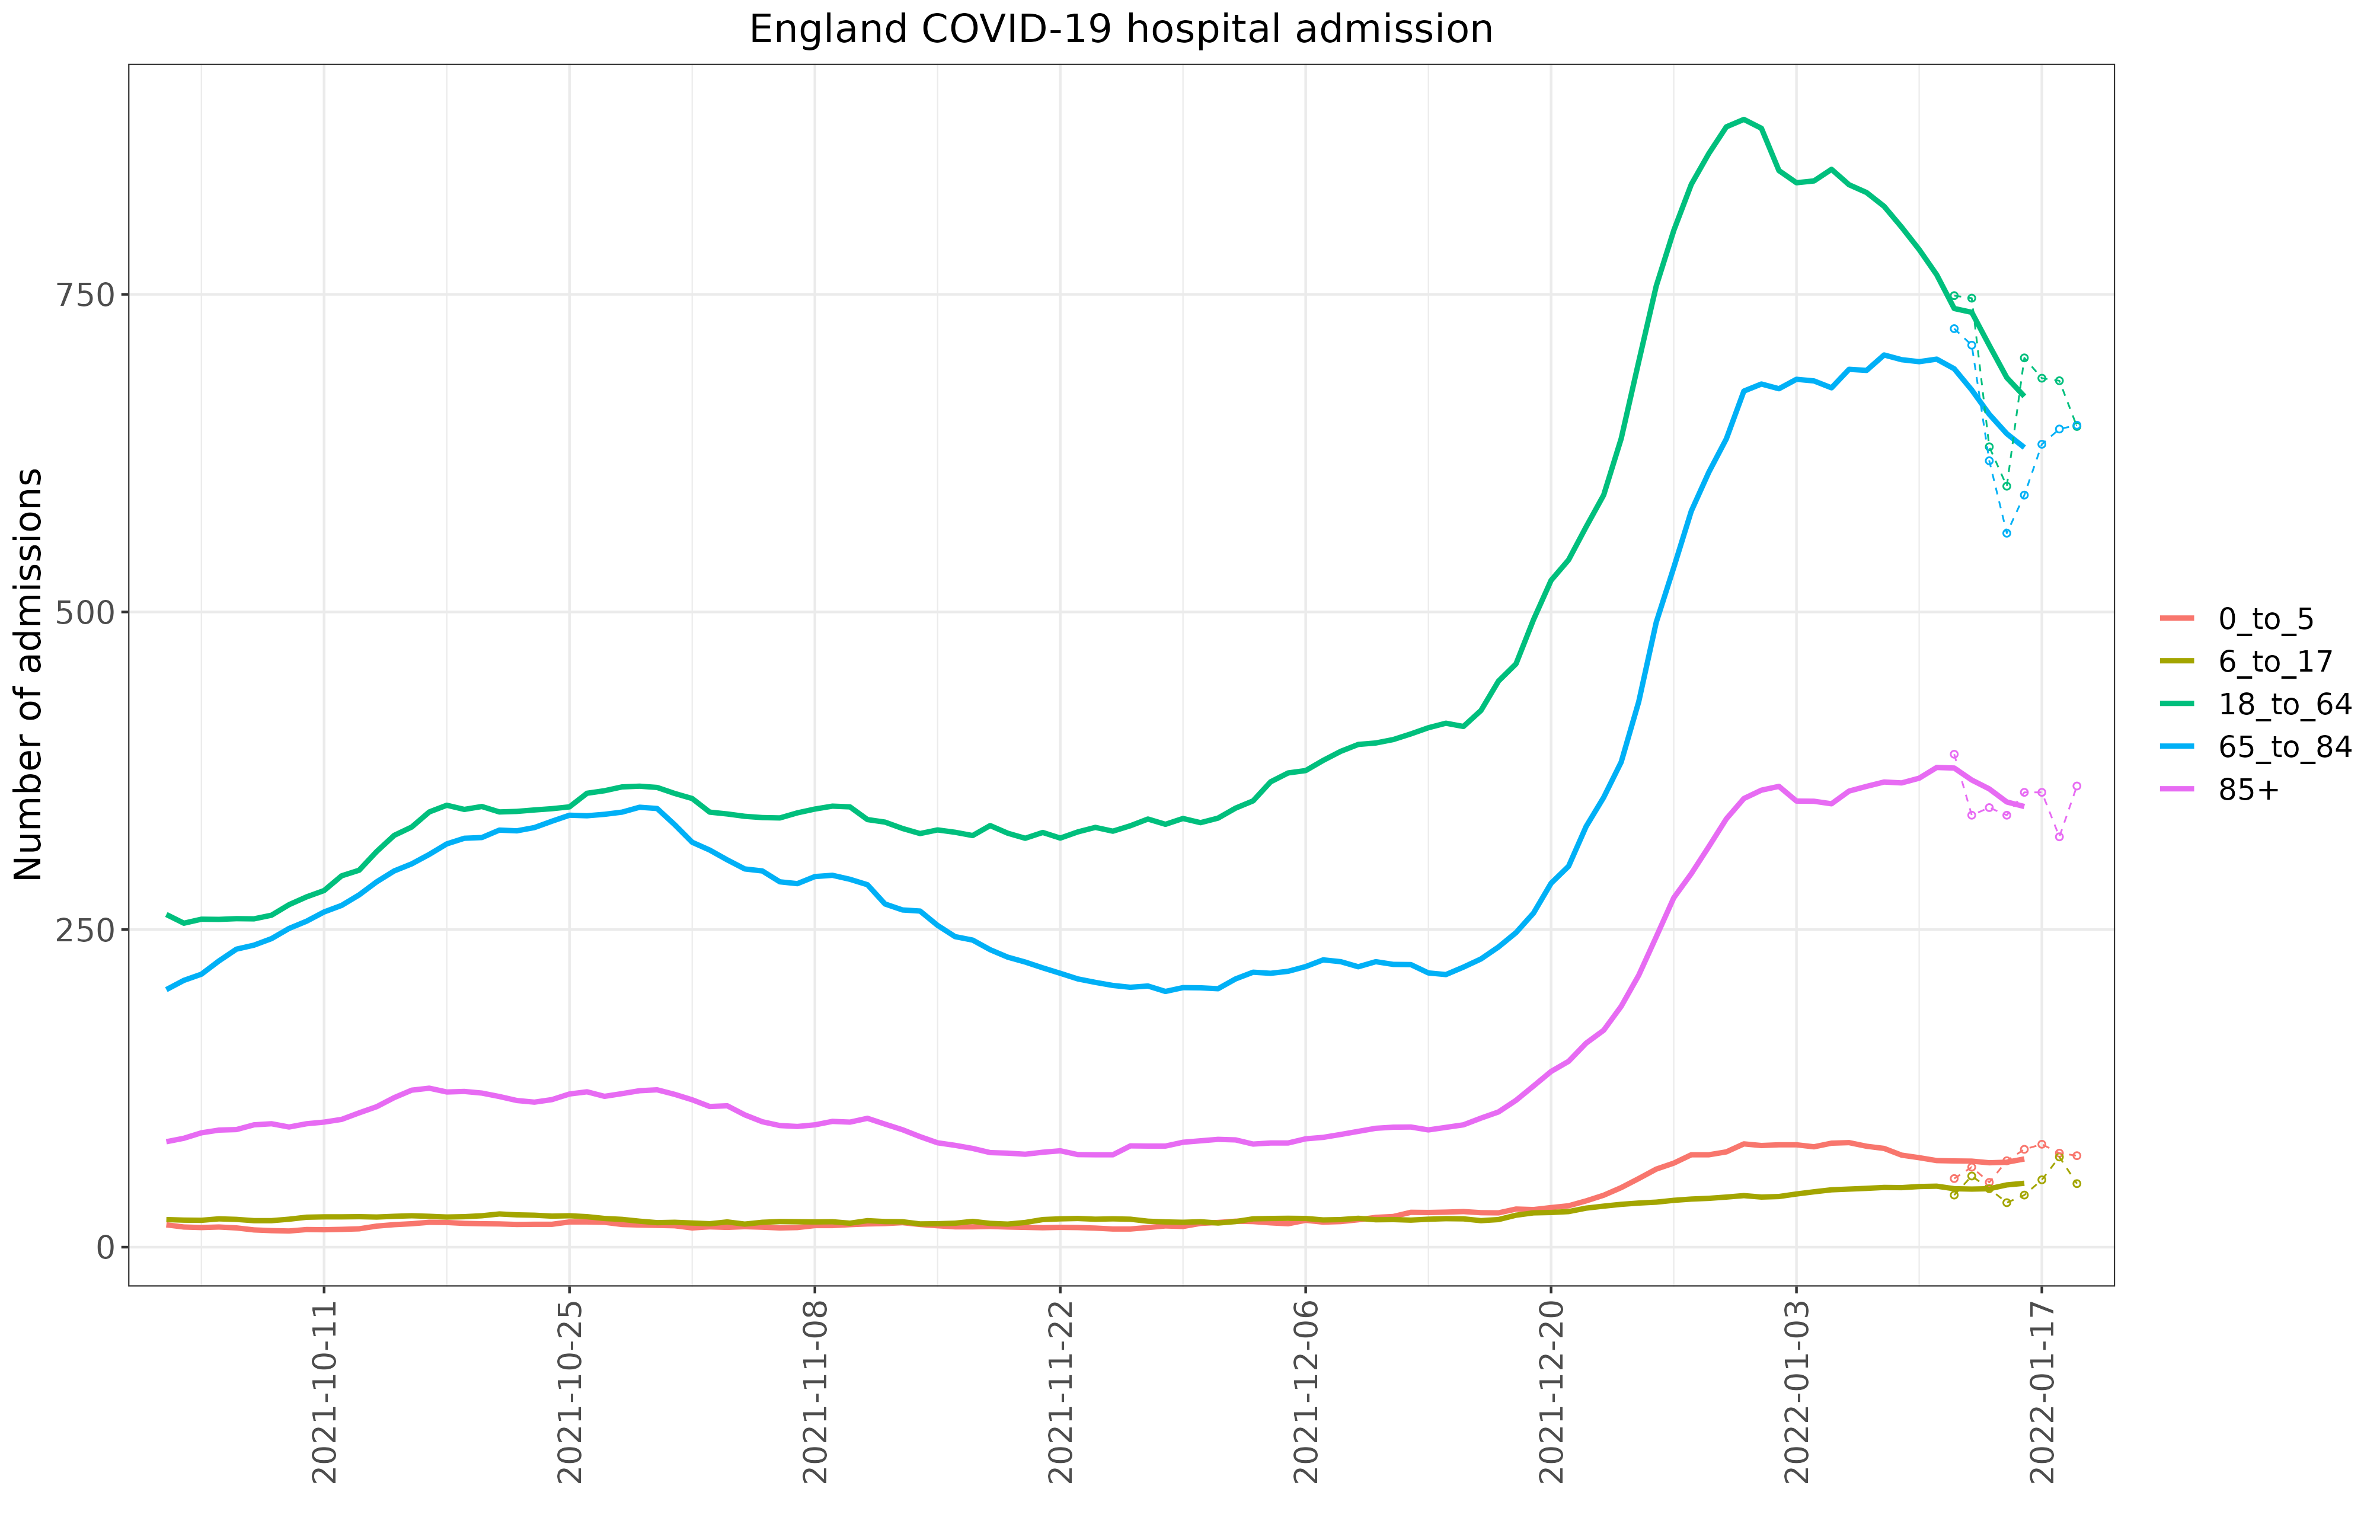 England COVID-19 hospital admission
Number of admissions
750
500
250
0
2021-10-11
2021-10-25
2021-11-08
2021-11-22
2021-12-06
2021-12-20
2022-01-03
2022-01-17
0_to_5
6_to_17
18_to_64
65_to_84
85+